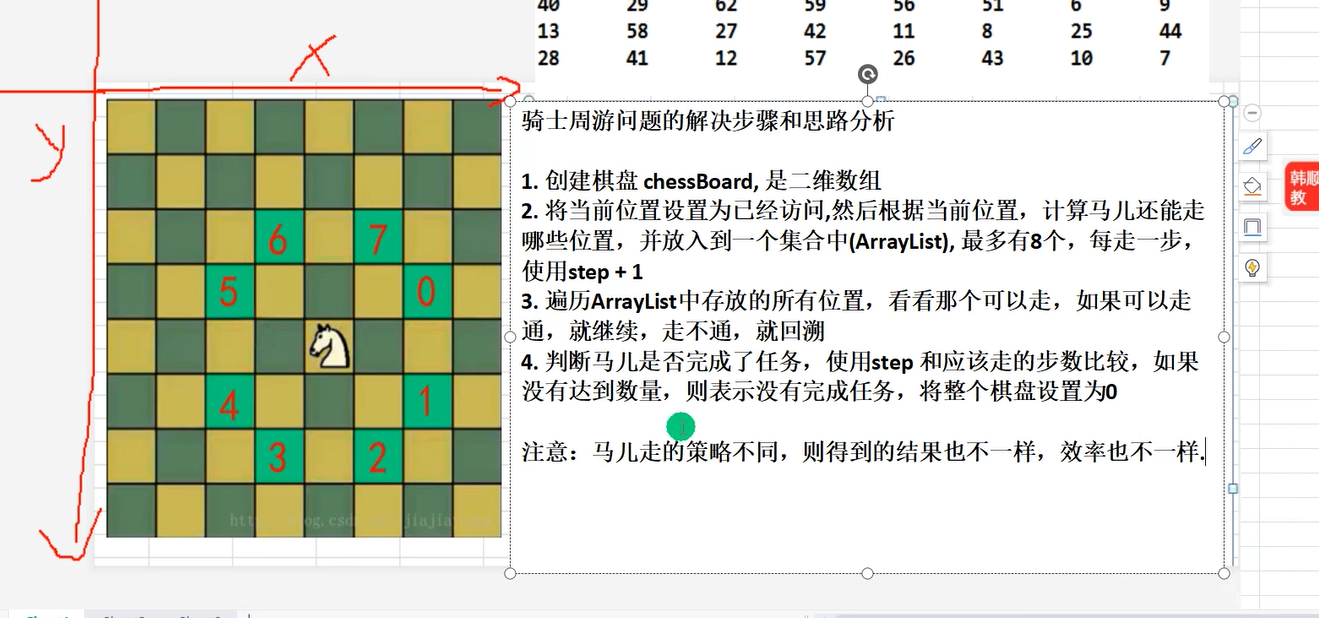 40 29 62 59 56 51 6 9
13 58 27 42 11 8 25 44
28 41 12 57 26 43 10 7
x
y
6 7
5 0
4 1
3 2
骑士周游问题的解决步骤和思路分析
1. 创建棋盘 chessBoard, 是二维数组
2. 将当前位置设置为已经访问,然后根据当前位置，计算马儿还能走
哪些位置，并放入到一个集合中(ArrayList), 最多有8个，每走一步，
使用step + 1
3. 遍历ArrayList中存放的所有位置，看看那个可以走，如果可以走
通，就继续，走不通，就回溯
4. 判断马儿是否完成了任务，使用step 和应该走的步数比较，如果
没有达到数量，则表示没有完成任务，将整个棋盘设置为0
注意：马儿走的策略不同，则得到的结果也不一样，效率也不一样.
韩顺
教